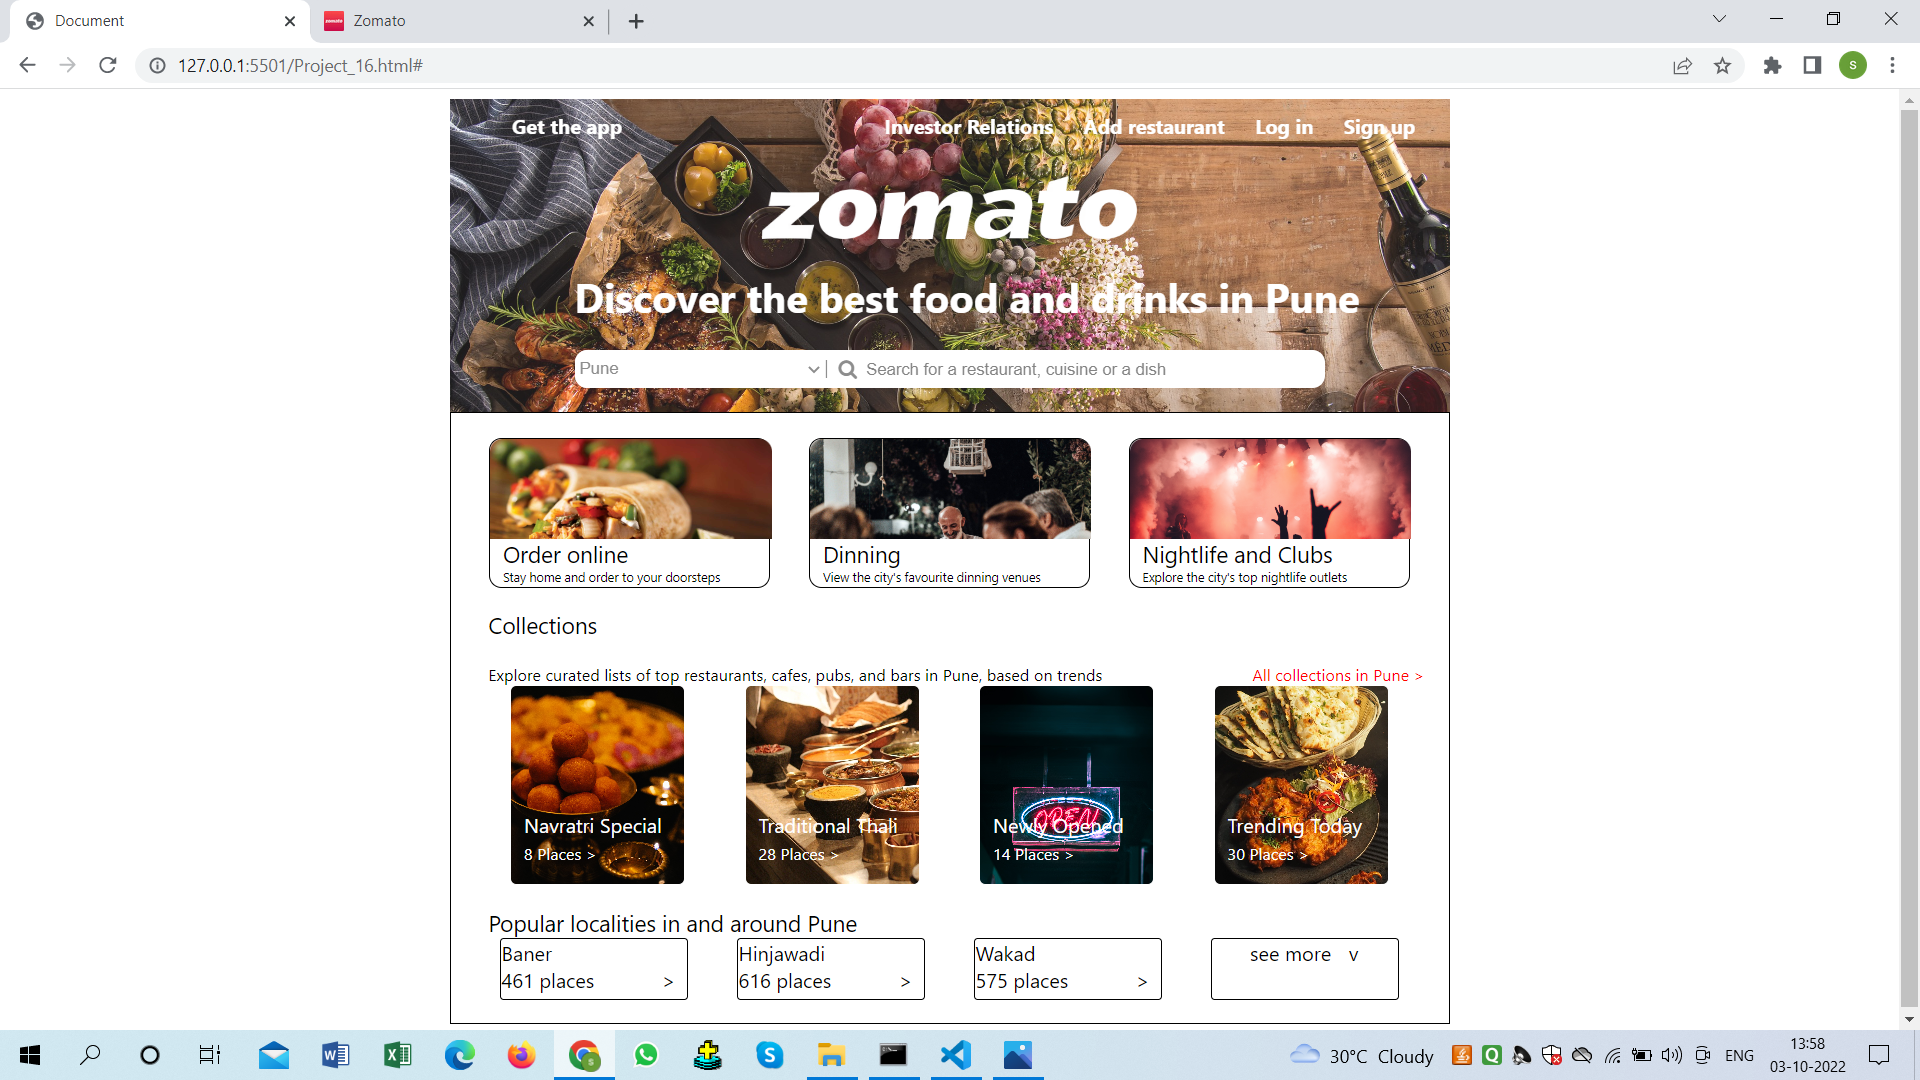 Document
Zomato
127.0.0.1:5501/Project_16.html#
s
Get the app Investor Relations Add restaurant Log in Sign up
zomato
Discover the best food and drinks in Pune
Pune Search for a restaurant, cuisine or a dish
Order online
Stay home and order to your doorsteps
Dinning
View the city's favourite dinning venues
Nightlife and Clubs
Explore the city's top nightlife outlets
Collections
Explore curated lists of top restaurants, cafes, pubs, and bars in Pune, based on trends All collections in Pune >
Navratri Special
8 Places >
Traditional Thali
28 Places >
OPEN
Newly Opened
14 Places >
Trending Today
30 Places >
Popular localities in and around Pune
Baner
461 places >
Hinjawadi
616 places >
Wakad
575 places >
see more v
30°C Cloudy
ENG
13:58
03-10-2022